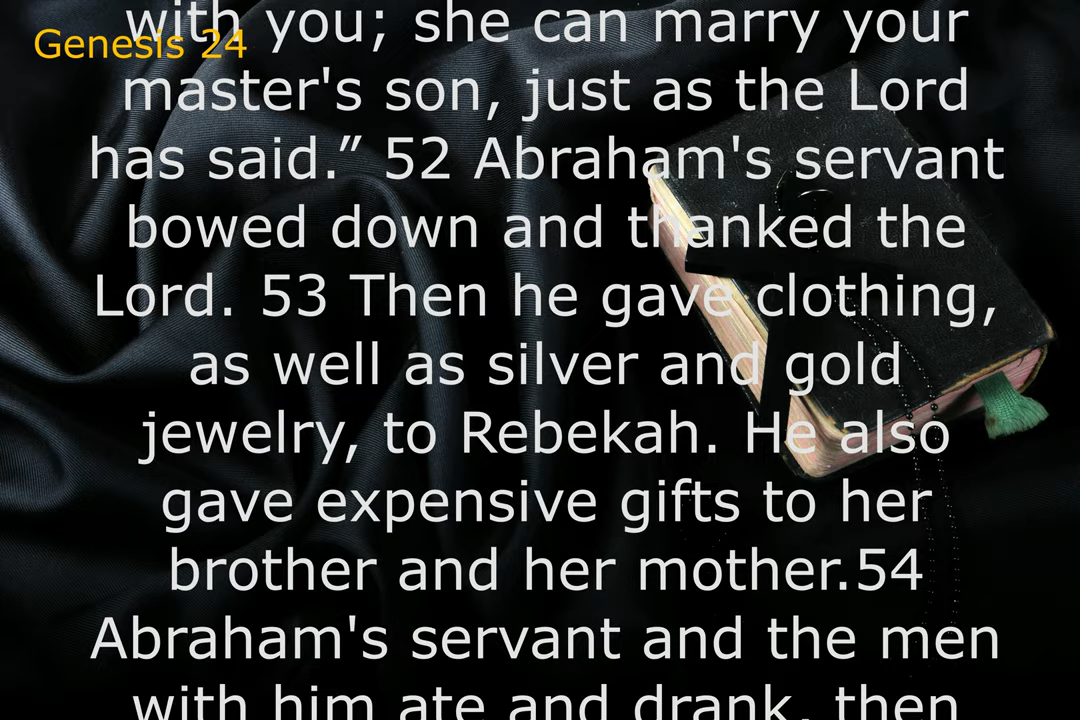 Genesis 24
with you; she can marry your
master's son, just as the Lord
has said.” 52 Abraham's servant
bowed down and thanked the
Lord. 53 Then he gave clothing,
as well as silver and gold
jewelry, to Rebekah. He also
gave expensive gifts to her
brother and her mother.54
Abraham's servant and the men
with him ate and drank, then